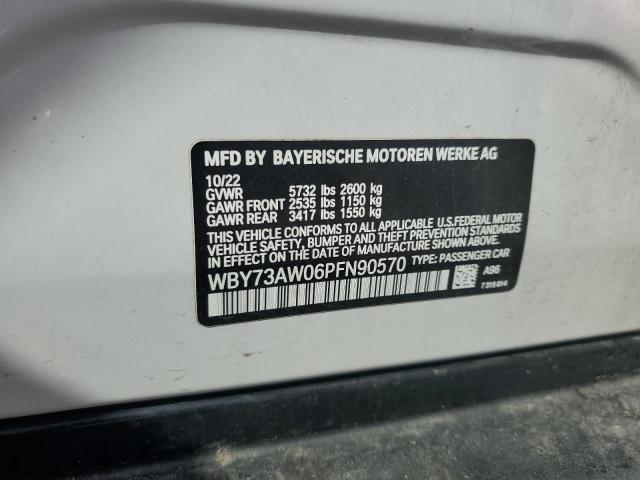 MFD BY BAYERISCHE MOTOREN WERKE AG
10/22
GVWR 5732 lbs 2600 kg
GAWR FRONT 2535 lbs 1150 kg
GAWR REAR 3417 lbs 1550 kg
THIS VEHICLE CONFORMS TO ALL APPLICABLE U.S.FEDERAL MOTOR
VEHICLE SAFETY STANDARDS, BUMPER, AND THEFT PREVENTION
STANDARDS IN EFFECT ON THE DATE OF MANUFACTURE SHOWN ABOVE.
WBY73AW06PFN90570 TYPE: PASSENGER CAR
A96